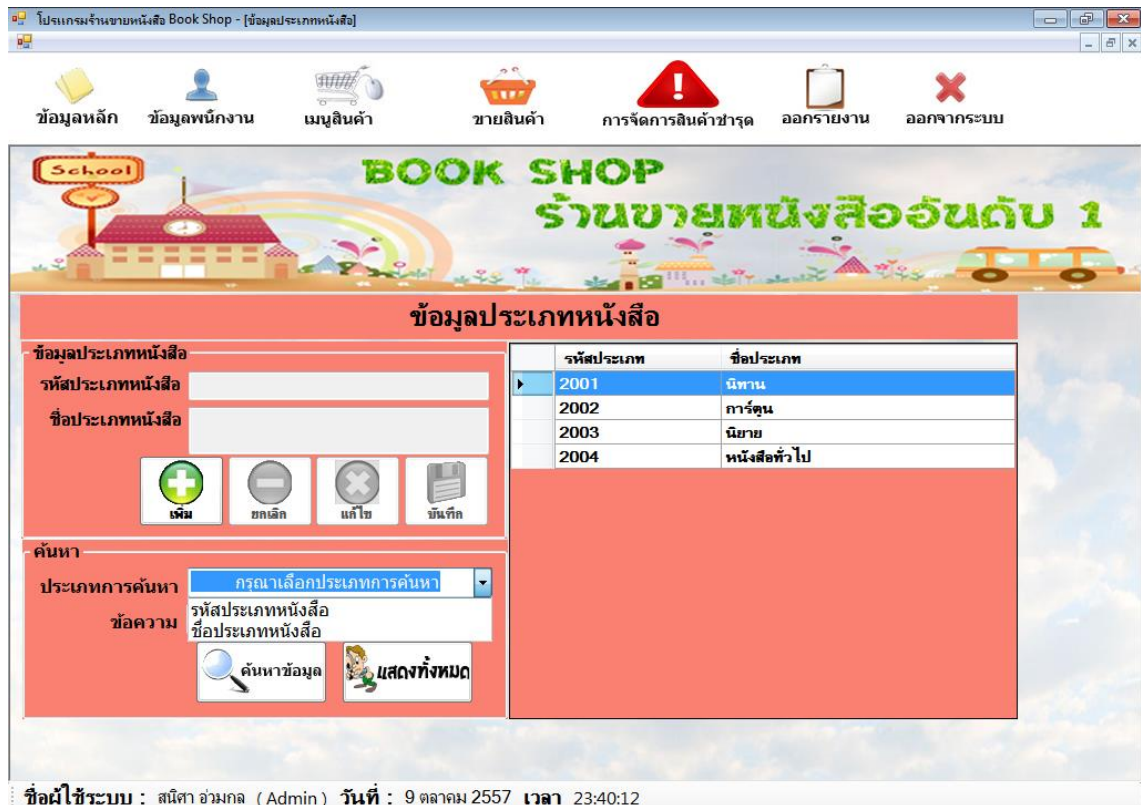 โปรแกรมร้านขายหนังสือ Book Shop - [ข้อมูลประเภทหนังสือ]
ข้อมูลหลัก ข้อมูลพนักงาน เมนูสินค้า ขายสินค้า การจัดการสินค้าชำรุด ออกรายงาน ออกจากระบบ
School
BOOK SHOP
ร้านขายหนังสืออันดับ 1
ข้อมูลประเภทหนังสือ
ข้อมูลประเภทหนังสือ
รหัสประเภทหนังสือ
ชื่อประเภทหนังสือ
เพิ่ม ยกเลิก แก้ไข บันทึก
รหัสประเภท ชื่อประเภท
2001 นิทาน
2002 การ์ตูน
2003 นิยาย
2004 หนังสือทั่วไป
ค้นหา
ประเภทการค้นหา กรุณาเลือกประเภทการค้นหา
รหัสประเภทหนังสือ
ชื่อประเภทหนังสือ
ข้อความ
ค้นหาข้อมูล แสดงทั้งหมด
ชื่อผู้ใช้ระบบ : สนิศา อ่วมกล ( Admin ) วันที่ : 9 ตุลาคม 2557 เวลา 23:40:12